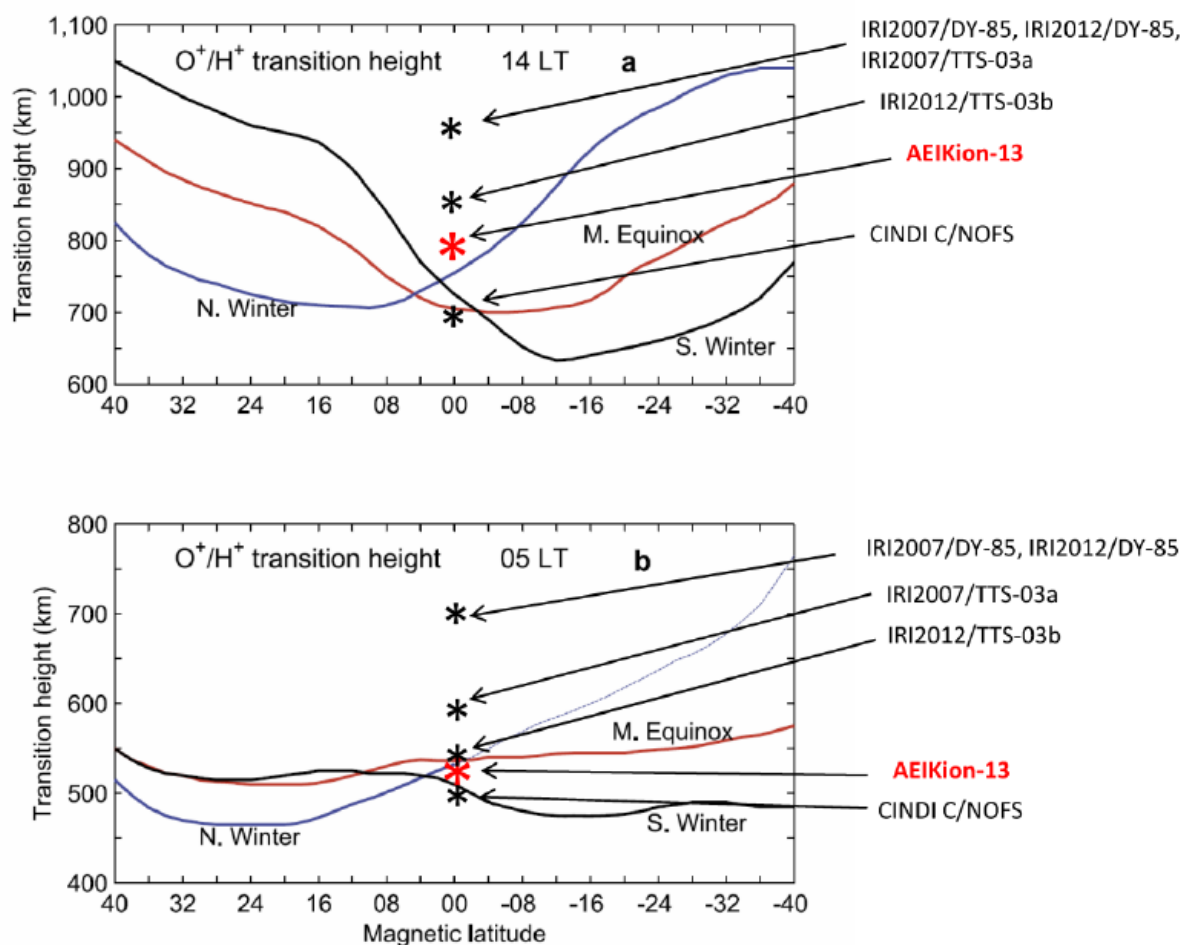 IRI2007/DY-85, IRI2012/DY-85,
IRI2007/TTS-03a
IRI2012/TTS-03b
AEIKion-13
CINDI C/NOFS
O⁺/H⁺ transition height 14 LT a
Transition height (km)
1,100
1,000
900
800
700
600
N. Winter
M. Equinox
S. Winter
40 32 24 16 08 00 -08 -16 -24 -32 -40
Magnetic latitude
IRI2007/DY-85, IRI2012/DY-85
IRI2007/TTS-03a
IRI2012/TTS-03b
AEIKion-13
CINDI C/NOFS
O⁺/H⁺ transition height 05 LT b
Transition height (km)
800
700
600
500
400
M. Equinox
N. Winter
S. Winter
40 32 24 16 08 00 -08 -16 -24 -32 -40
Magnetic latitude